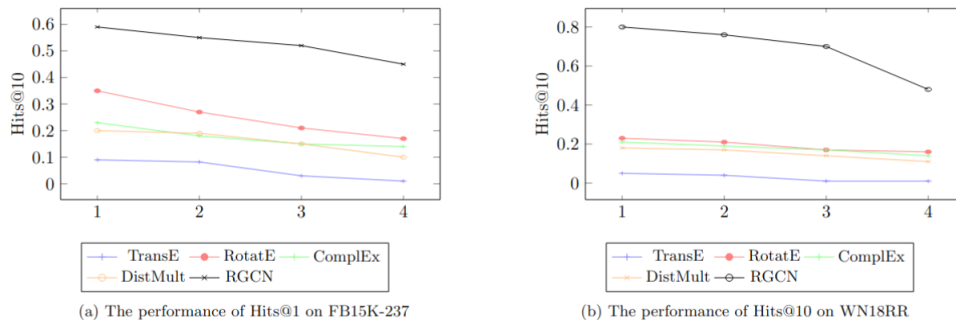 Hits@10
0.6
0.5
0.4
0.3
0.2
0.1
0
1 2 3 4
TransE RotatE ComplEx
DistMult RGCN
(a) The performance of Hits@1 on FB15K-237
Hits@10
0.8
0.6
0.4
0.2
0
1 2 3 4
TransE RotatE ComplEx
DistMult RGCN
(b) The performance of Hits@10 on WN18RR